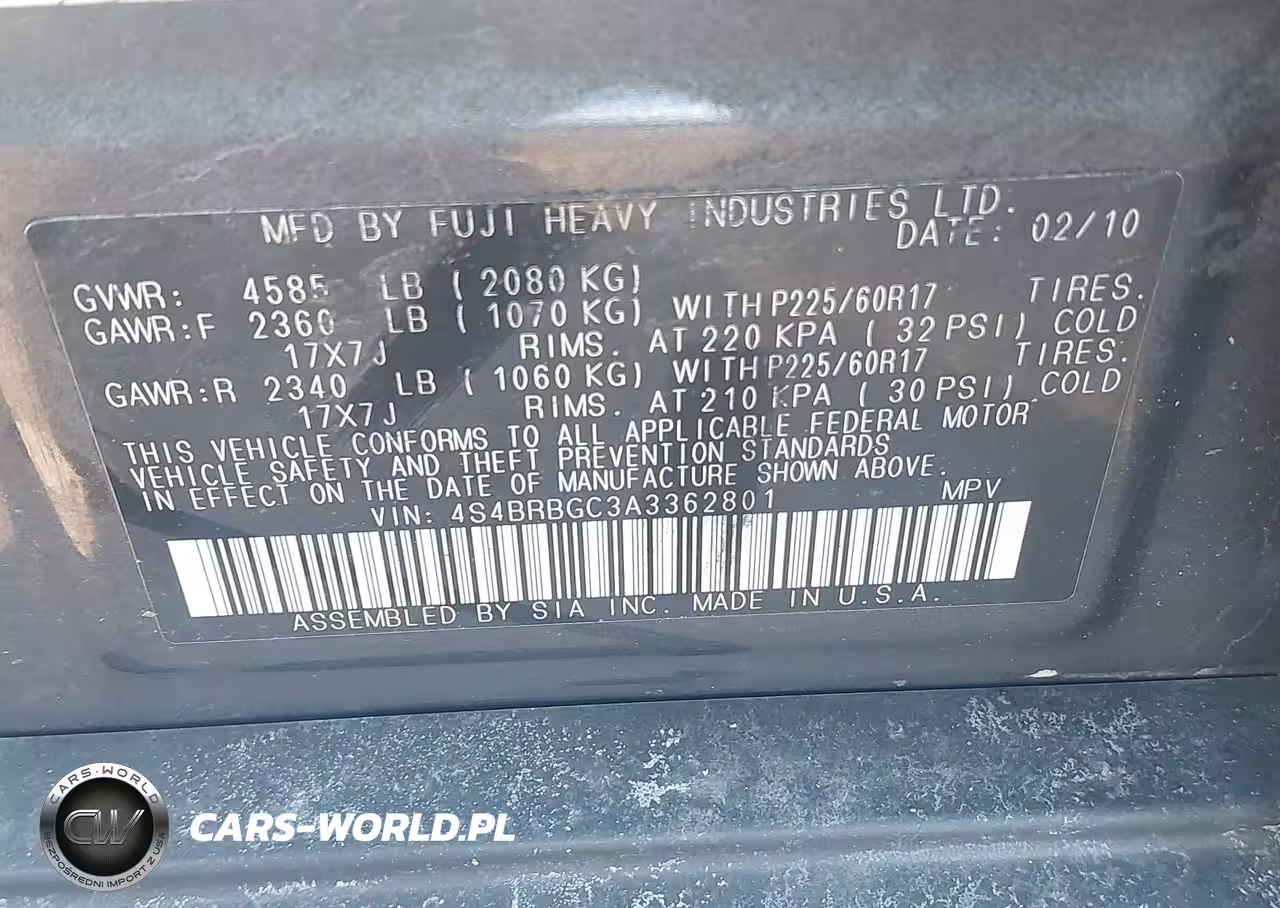 MFD BY FUJI HEAVY INDUSTRIES LTD.
DATE: 02/10
GVWR: 4585 LB ( 2080 KG)
GAWR:F 2360 LB ( 1070 KG) WITH P225/60R17 TIRES.
17X7J RIMS. AT 220 KPA ( 32 PSI) COLD
GAWR:R 2340 LB ( 1060 KG) WITH P225/60R17 TIRES.
17X7J RIMS. AT 210 KPA ( 30 PSI) COLD
THIS VEHICLE CONFORMS TO ALL APPLICABLE FEDERAL MOTOR
VEHICLE SAFETY AND THEFT PREVENTION STANDARDS
IN EFFECT ON THE DATE OF MANUFACTURE SHOWN ABOVE.
VIN: 4S4BRBGC3A3362801 MPV
ASSEMBLED BY SIA INC. MADE IN U.S.A.
CARS-WORLD
CW
BEZPOŚREDNI IMPORT Z USA
CARS-WORLD.PL